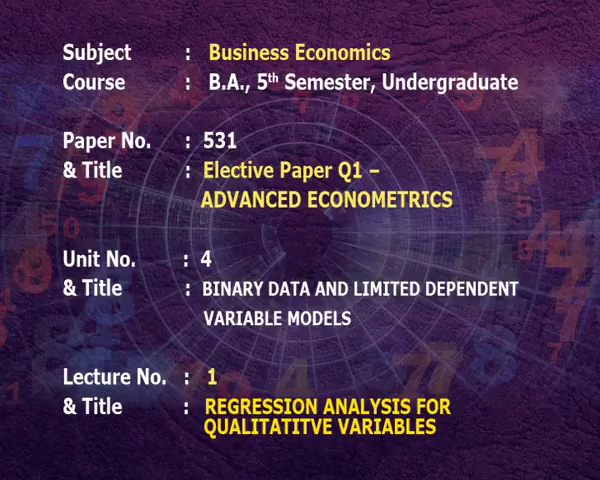 Subject : Business Economics
Course : B.A., 5th Semester, Undergraduate
Paper No. : 531
& Title : Elective Paper Q1 –
ADVANCED ECONOMETRICS
Unit No. : 4
& Title : BINARY DATA AND LIMITED DEPENDENT
VARIABLE MODELS
Lecture No. : 1
& Title : REGRESSION ANALYSIS FOR
QUALITATITVE VARIABLES